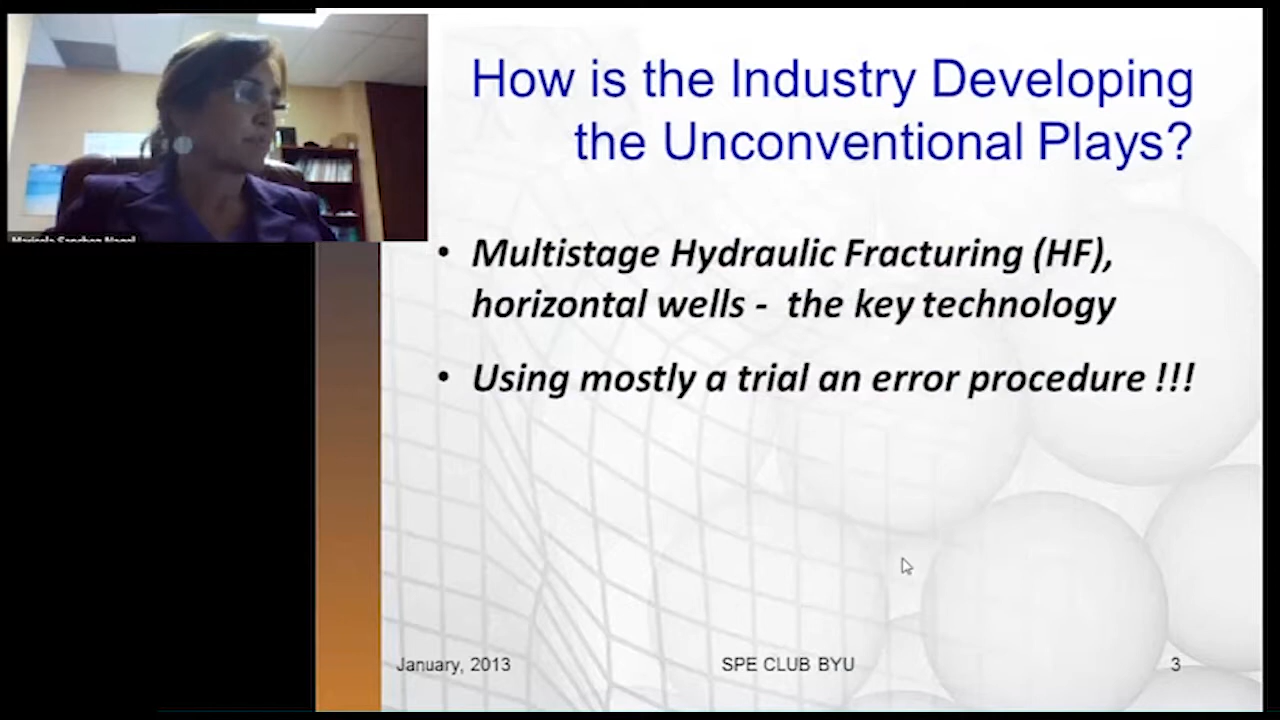 How is the Industry Developing
the Unconventional Plays?
• Multistage Hydraulic Fracturing (HF),
horizontal wells - the key technology
• Using mostly a trial an error procedure !!!
January, 2013
SPE CLUB BYU
3